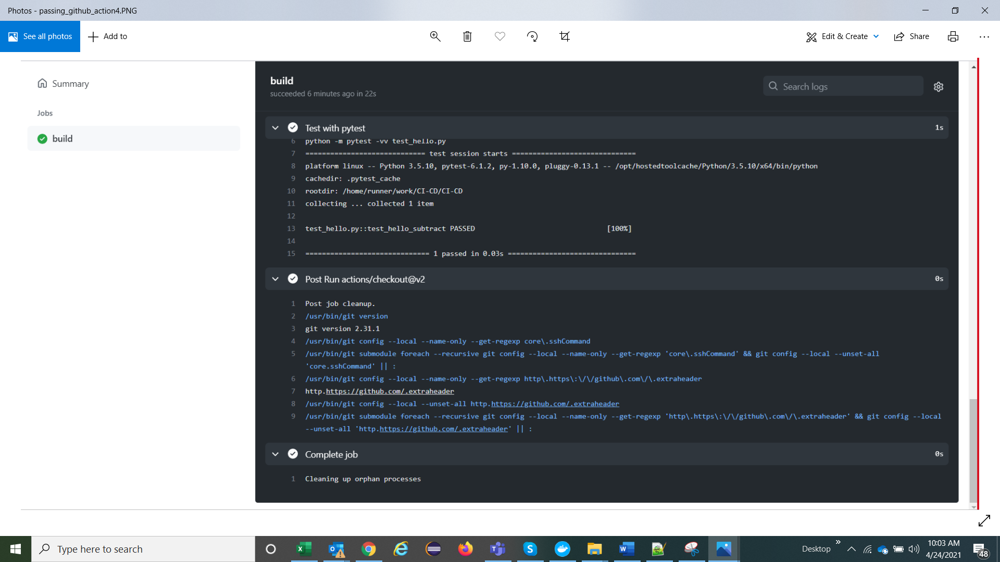 Photos - passing_github_action4.PNG
See all photos
Add to
Edit & Create
Share
Summary
Jobs
build
build
succeeded 6 minutes ago in 22s
Search logs
Test with pytest
1s
6 python -m pytest -vv test_hello.py
7 ============================= test session starts ==============================
8 platform linux -- Python 3.5.10, pytest-6.1.2, py-1.10.0, pluggy-0.13.1 -- /opt/hostedtoolcache/Python/3.5.10/x64/bin/python
9 cachedir: .pytest_cache
10 rootdir: /home/runner/work/CI-CD/CI-CD
11 collecting ... collected 1 item
12
13 test_hello.py::test_hello_subtract PASSED [100%]
14
15 ============================== 1 passed in 0.03s ===============================
Post Run actions/checkout@v2
0s
1 Post job cleanup.
2 /usr/bin/git version
3 git version 2.31.1
4 /usr/bin/git config --local --name-only --get-regexp core\.sshCommand
5 /usr/bin/git submodule foreach --recursive git config --local --name-only --get-regexp 'core\.sshCommand' && git config --local --unset-all
'core.sshCommand' || :
6 /usr/bin/git config --local --name-only --get-regexp http\.https\:\/\/github\.com\/\.extraheader
7 http.https://github.com/.extraheader
8 /usr/bin/git config --local --unset-all http.https://github.com/.extraheader
9 /usr/bin/git submodule foreach --recursive git config --local --name-only --get-regexp 'http\.https\:\/\/github\.com\/\.extraheader' && git config --local
--unset-all 'http.https://github.com/.extraheader' || :
Complete job
0s
1 Cleaning up orphan processes
Type here to search
Desktop
10:03 AM
4/24/2021
48